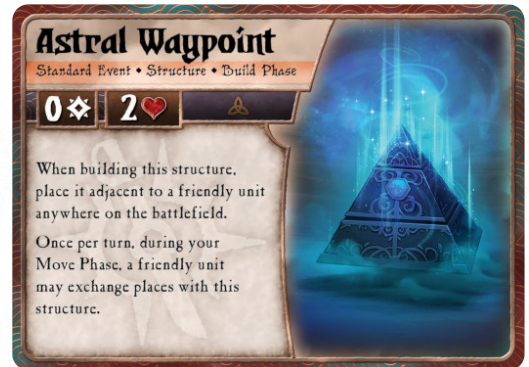 Astral Waypoint
Standard Event • Structure • Build Phase
0 2
When building this structure,
place it adjacent to a friendly unit
anywhere on the battlefield.
Once per turn, during your
Move Phase, a friendly unit
may exchange places with this
structure.